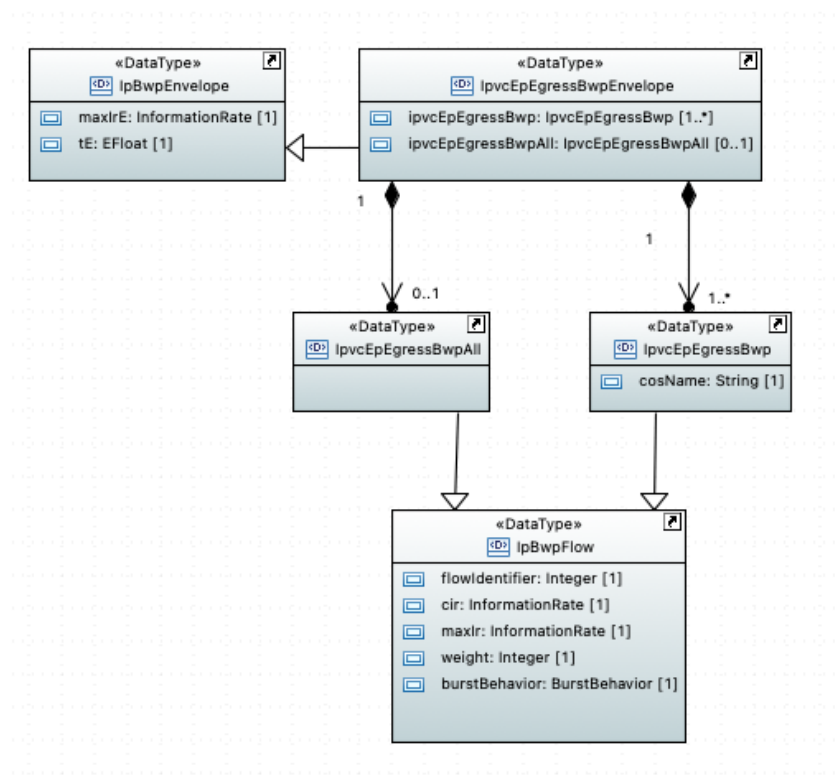 «DataType»
<D> IpBwpEnvelope
maxIrE: InformationRate [1]
tE: EFloat [1]
«DataType»
<D> IpvcEpEgressBwpEnvelope
ipvcEpEgressBwp: IpvcEpEgressBwp [1..*]
ipvcEpEgressBwpAll: IpvcEpEgressBwpAll [0..1]
1
1
0..1
1..*
«DataType»
<D> IpvcEpEgressBwpAll
«DataType»
<D> IpvcEpEgressBwp
cosName: String [1]
«DataType»
<D> IpBwpFlow
flowIdentifier: Integer [1]
cir: InformationRate [1]
maxIr: InformationRate [1]
weight: Integer [1]
burstBehavior: BurstBehavior [1]